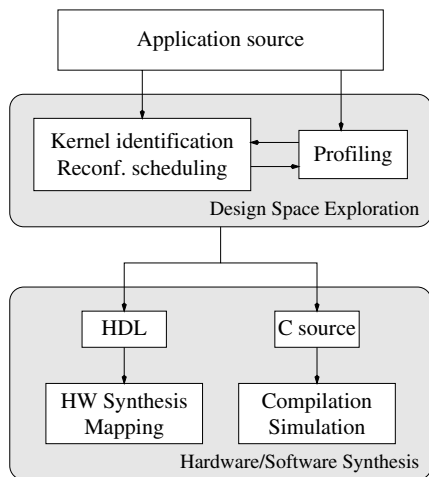 Application source
Kernel identification
Reconf. scheduling
Profiling
Design Space Exploration
HDL
C source
HW Synthesis
Mapping
Compilation
Simulation
Hardware/Software Synthesis